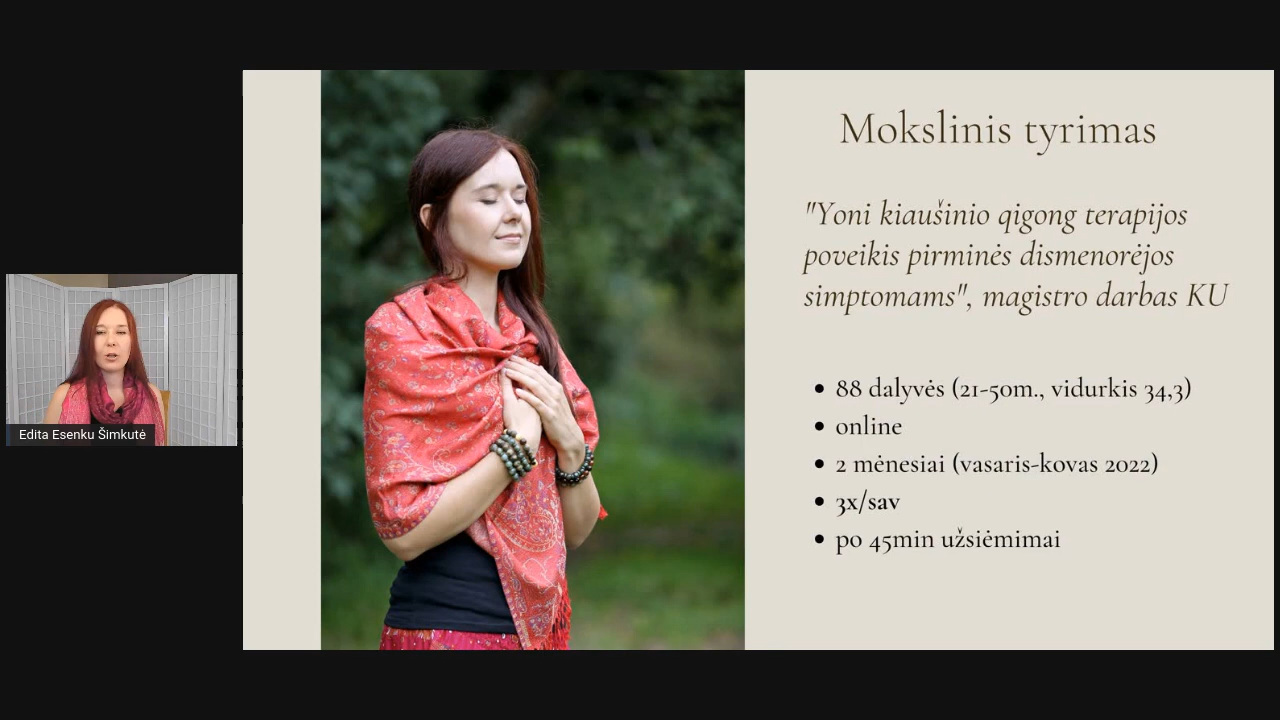 Mokslinis tyrimas
"Yoni kiaušinio qigong terapijos
poveikis pirminės dismenorėjos
simptomams", magistro darbas KU
• 88 dalyvės (21-50m., vidurkis 34,3)
• online
• 2 mėnesiai (vasaris-kovas 2022)
• 3x/sav
• po 45min užsiėmimai
Edita Esenku Šimkutė